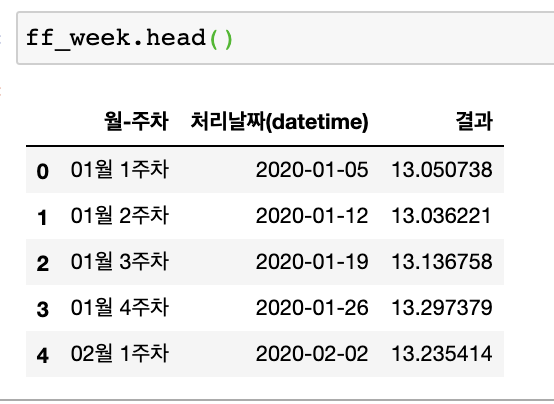 ff_week.head()
월-주차 처리날짜(datetime) 결과
0 01월 1주차 2020-01-05 13.050738
1 01월 2주차 2020-01-12 13.036221
2 01월 3주차 2020-01-19 13.136758
3 01월 4주차 2020-01-26 13.297379
4 02월 1주차 2020-02-02 13.235414